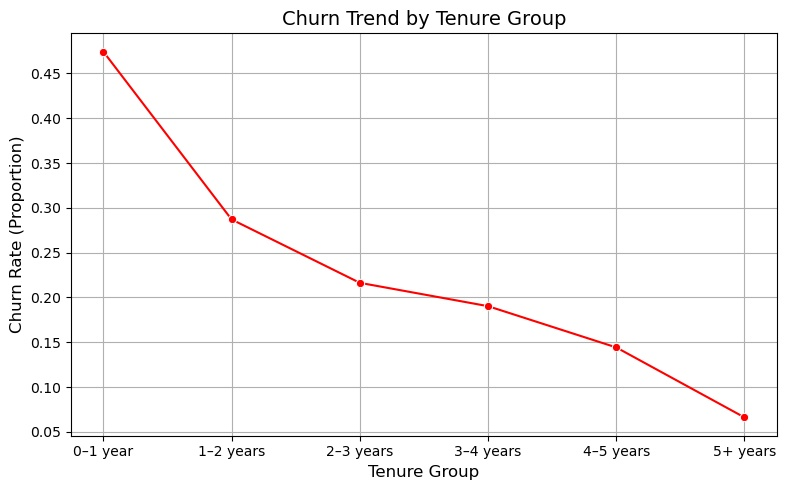 Churn Trend by Tenure Group
Churn Rate (Proportion)
0.45
0.40
0.35
0.30
0.25
0.20
0.15
0.10
0.05
0–1 year 1–2 years 2–3 years 3–4 years 4–5 years 5+ years
Tenure Group